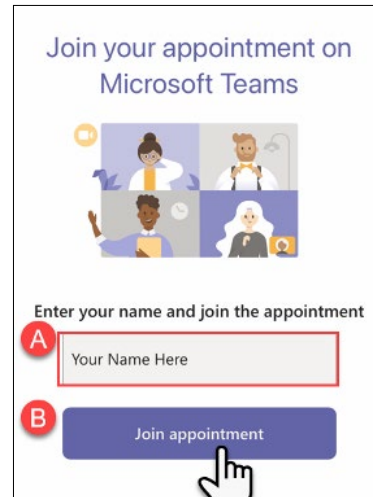 Join your appointment on
Microsoft Teams
Enter your name and join the appointment
A
Your Name Here
B
Join appointment